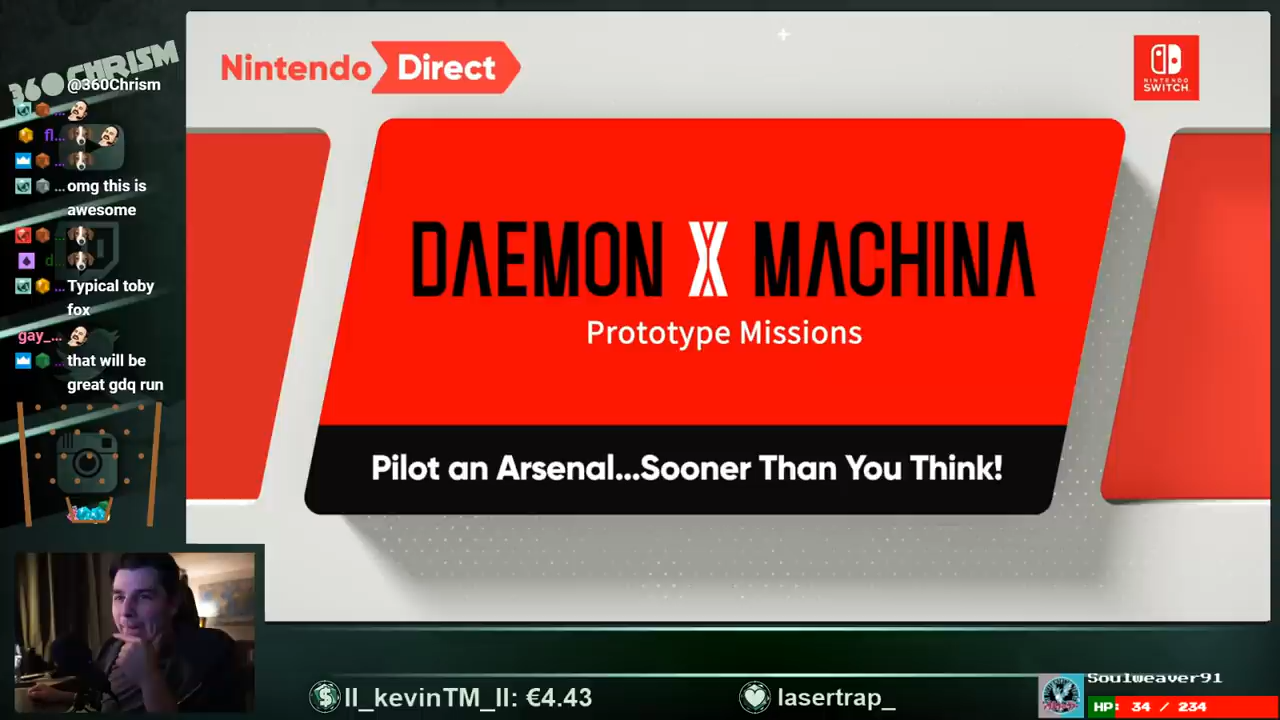 360CHRISM
@360Chrism
...
fl...
...
... omg this is
awesome
...
d...
... Typical toby
fox
gay_...
... that will be
great gdq run
Nintendo Direct
NINTENDO
SWITCH
DAEMON X MACHINA
Prototype Missions
Pilot an Arsenal...Sooner Than You Think!
ll_kevinTM_ll: €4.43
lasertrap_
Soulweaver91
HP: 34 / 234